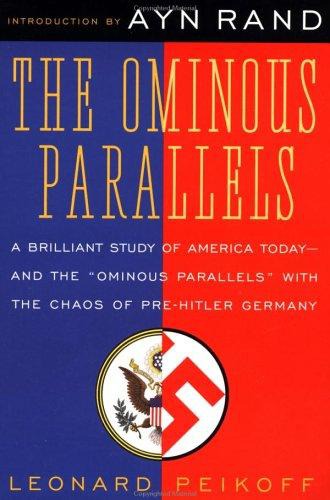 INTRODUCTION BY AYN RAND
THE OMINOUS
PARALLELS
A BRILLIANT STUDY OF AMERICA TODAY—
AND THE "OMINOUS PARALLELS" WITH
THE CHAOS OF PRE-HITLER GERMANY
LEONARD PEIKOFF